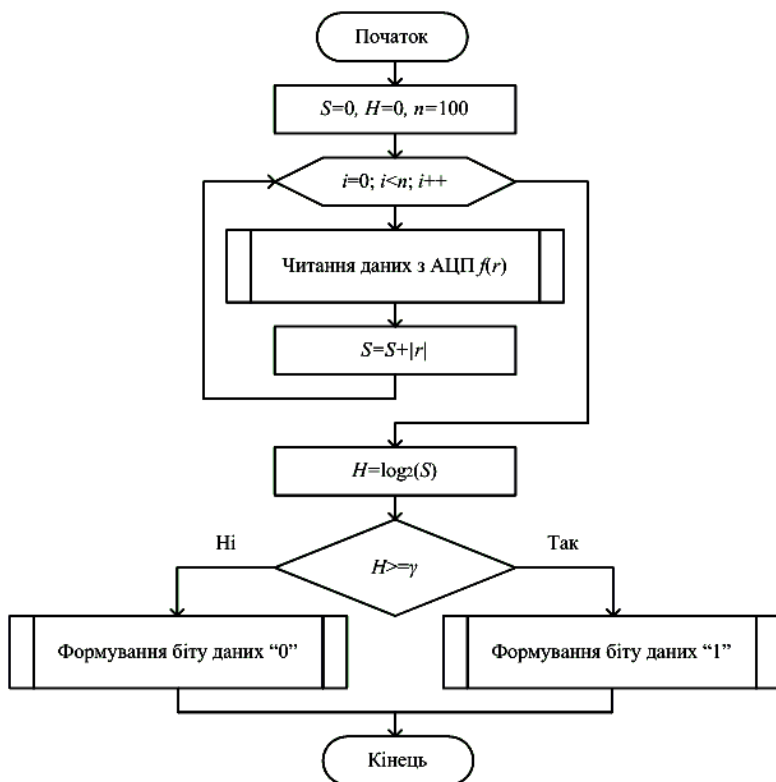 Початок
S=0, H=0, n=100
i=0; i<n; i++
Читання даних з АЦП f(r)
S=S+|r|
H=log2(S)
Ні
Так
H>=γ
Формування біту даних “0”
Формування біту даних “1”
Кінець